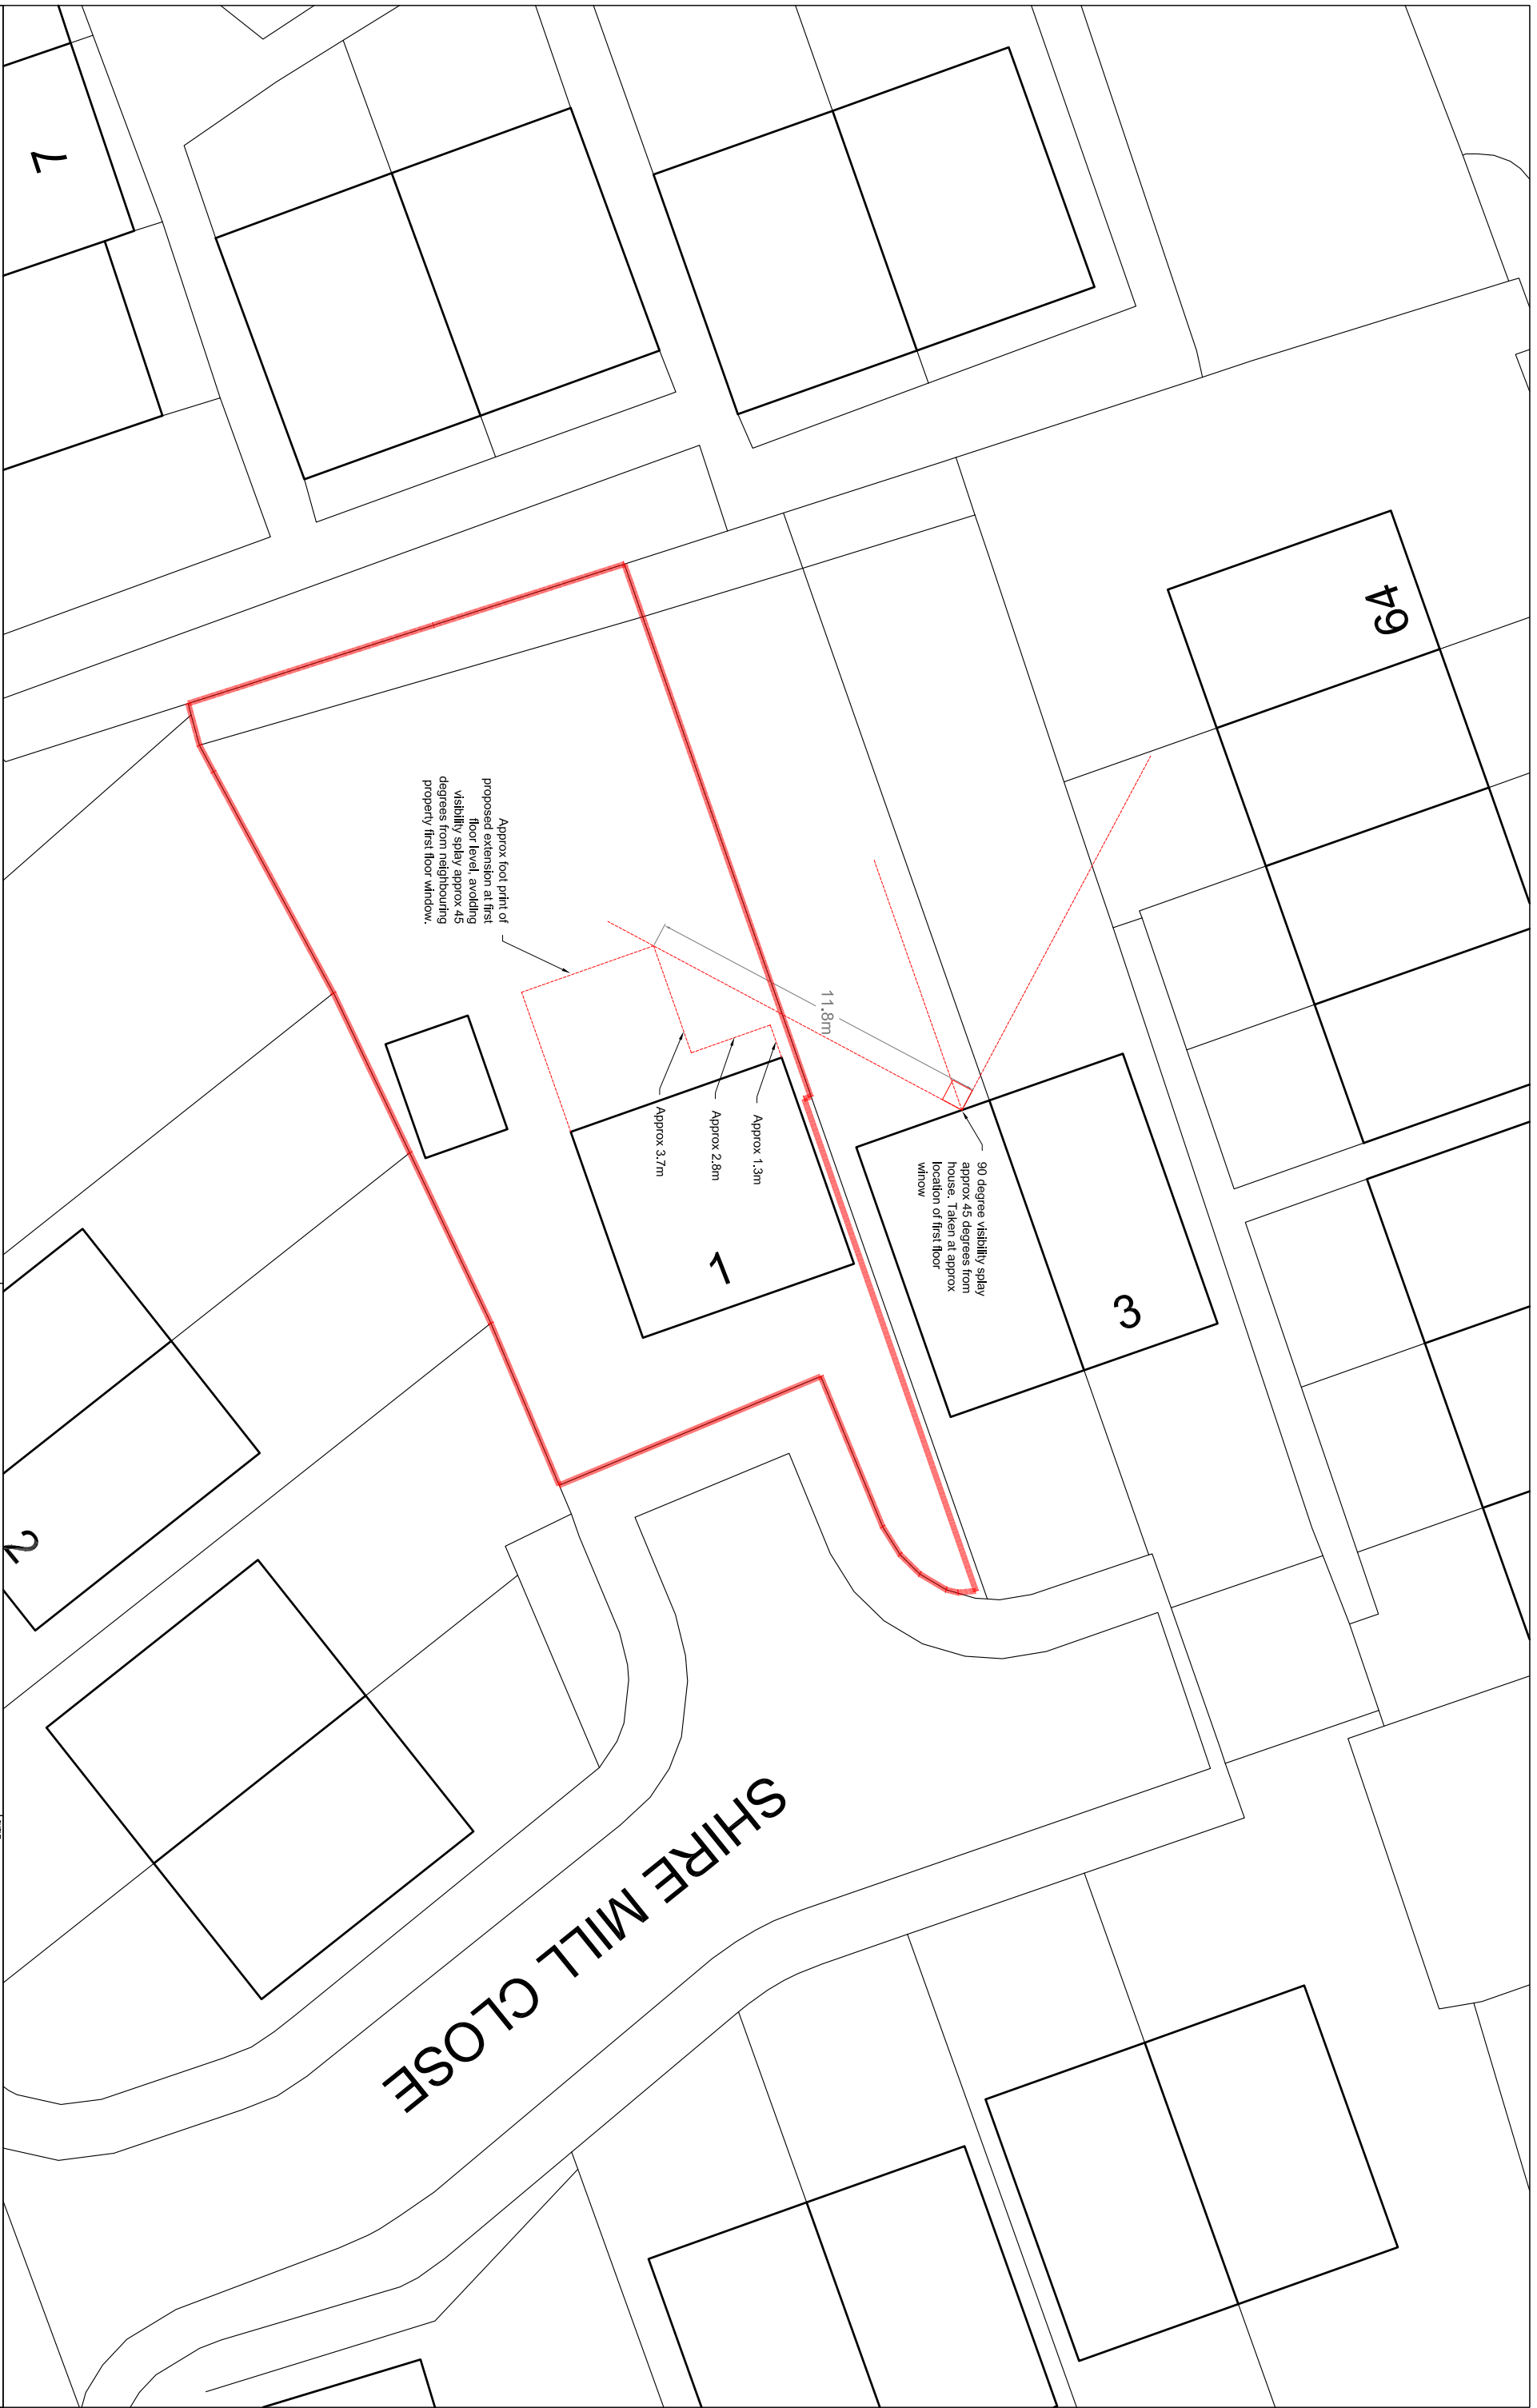 64
3
1
7
2
SHIRE MILL CLOSE
11.8m
90 degree visibility splay
approx 45 degrees from
house. Taken at approx
location of first floor
winow
Approx 1.3m
Approx 2.8m
Approx 3.7m
Approx foot print of
proposed extension at first
floor level, avoiding
visibility splay approx 45
degrees from neighbouring
property first floor window.